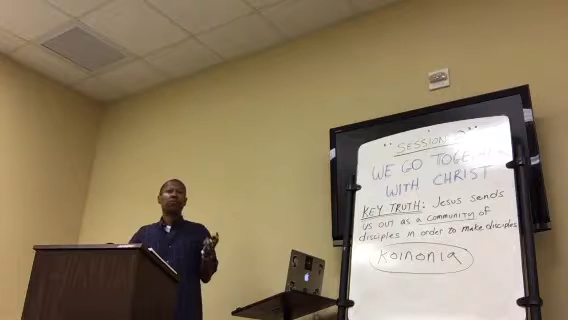 " SESSION
WE GO TOGETHER
WITH CHRIST
KEY TRUTH: Jesus sends
us out as a community of
disciples in order to make disciples
Koinonia